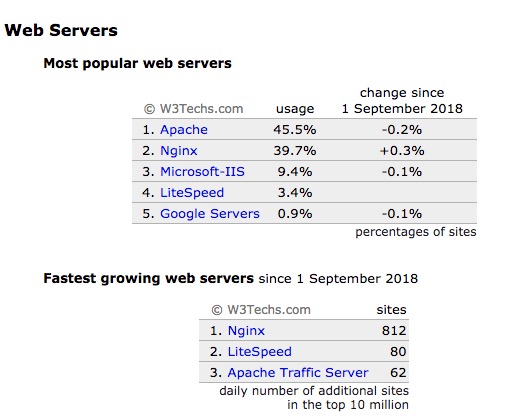 Web Servers
Most popular web servers
change since
© W3Techs.com usage 1 September 2018
1. Apache 45.5% -0.2%
2. Nginx 39.7% +0.3%
3. Microsoft-IIS 9.4% -0.1%
4. LiteSpeed 3.4%
5. Google Servers 0.9% -0.1%
percentages of sites
Fastest growing web servers since 1 September 2018
© W3Techs.com sites
1. Nginx 812
2. LiteSpeed 80
3. Apache Traffic Server 62
daily number of additional sites
in the top 10 million